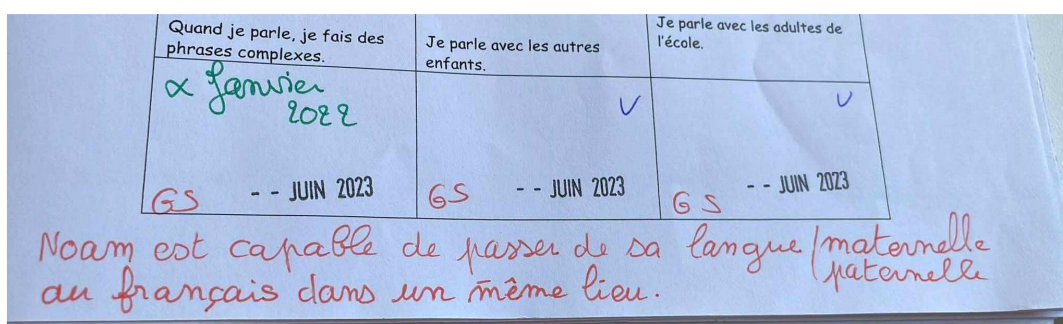 Quand je parle, je fais des
phrases complexes.
Je parle avec les autres
enfants.
Je parle avec les adultes de
l'école.
∝ Janvier
2022
V
V
GS -- JUIN 2023
GS -- JUIN 2023
GS -- JUIN 2023
Noam est capable de passer de sa langue / maternelle
paternelle
au français dans un même lieu.